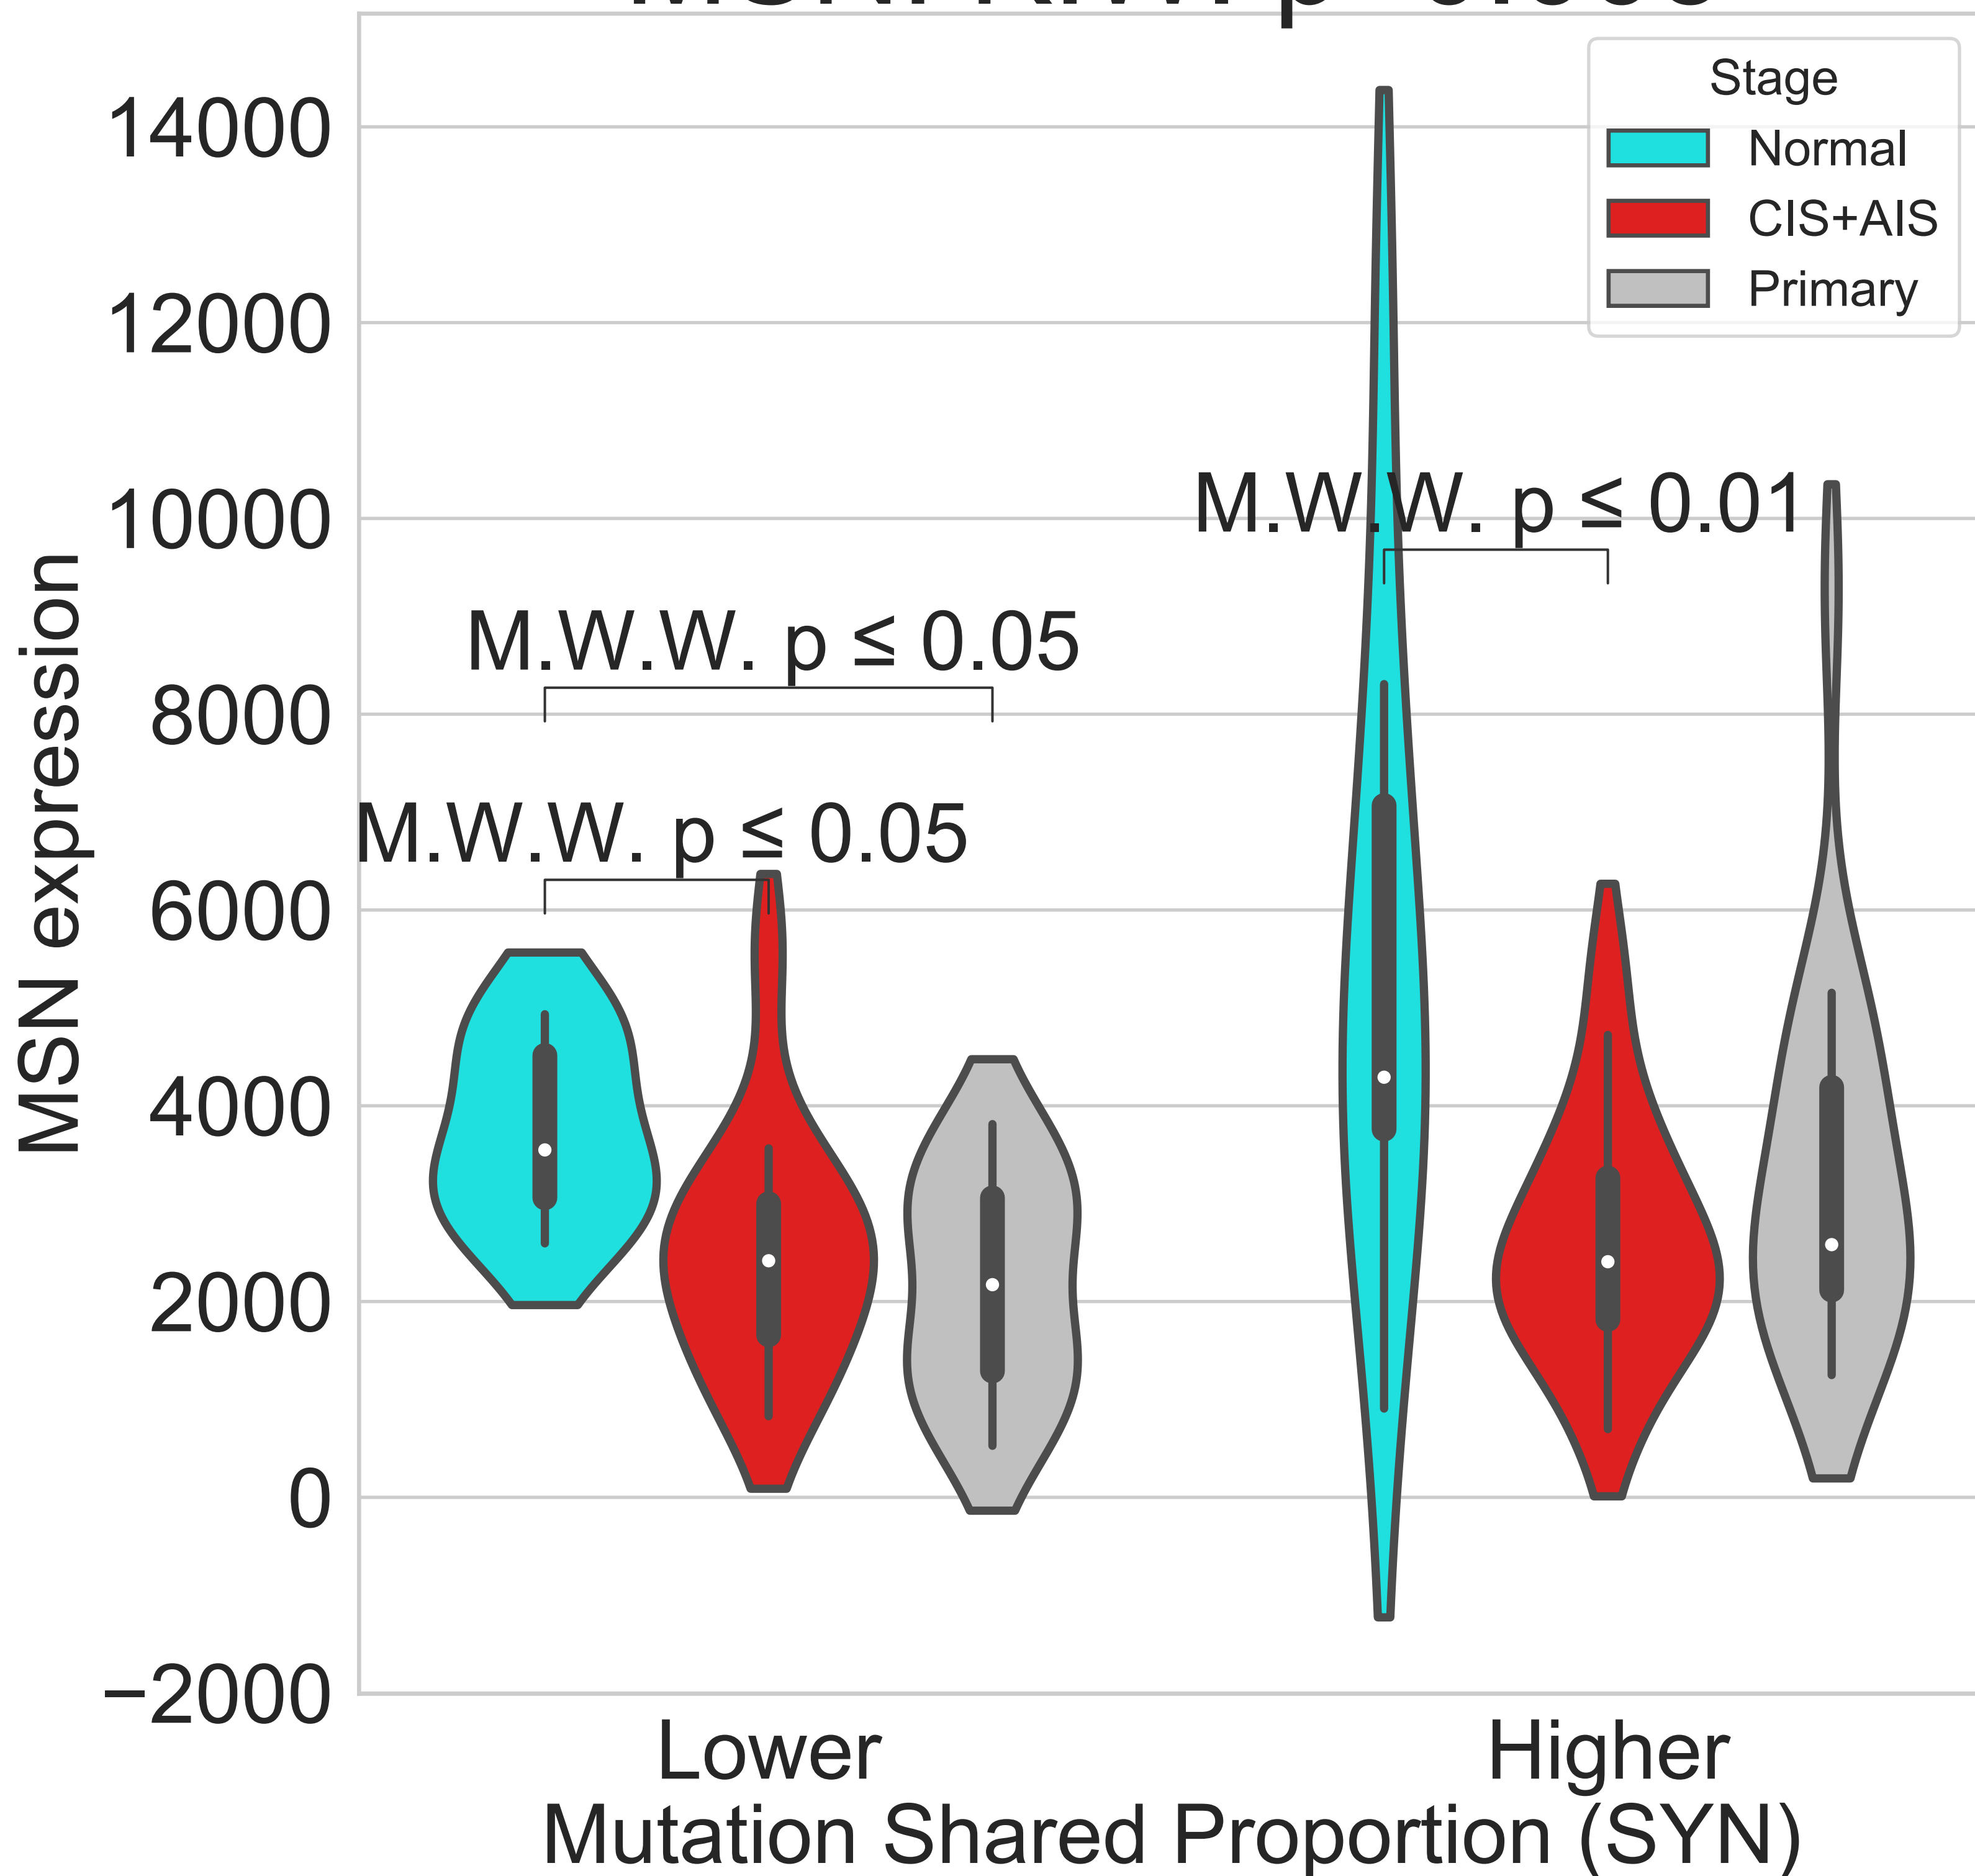 Stage
Normal
CIS+AIS
Primary
14000
12000
10000
8000
6000
4000
2000
0
−2000
MSN expression
M.W.W. p ≤ 0.01
M.W.W. p ≤ 0.05
M.W.W. p ≤ 0.05
Lower
Higher
Mutation Shared Proportion (SYN)